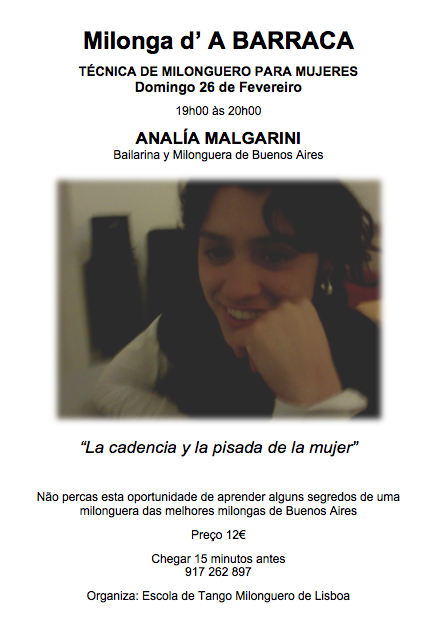 Milonga d’ A BARRACA
TÉCNICA DE MILONGUERO PARA MUJERES
Domingo 26 de Fevereiro
19h00 às 20h00
ANALÍA MALGARINI
Bailarina y Milonguera de Buenos Aires
“La cadencia y la pisada de la mujer”
Não percas esta oportunidade de aprender alguns segredos de uma
milonguera das melhores milongas de Buenos Aires
Preço 12€
Chegar 15 minutos antes
917 262 897
Organiza: Escola de Tango Milonguero de Lisboa